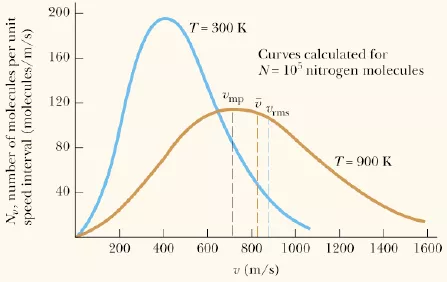 200
160
120
80
40
N_v, number of molecules per unit
speed interval (molecules/m/s)
T = 300 K
Curves calculated for
N = 10⁵ nitrogen molecules
v_mp
v̄
v_rms
T = 900 K
200 400 600 800 1000 1200 1400 1600
v (m/s)